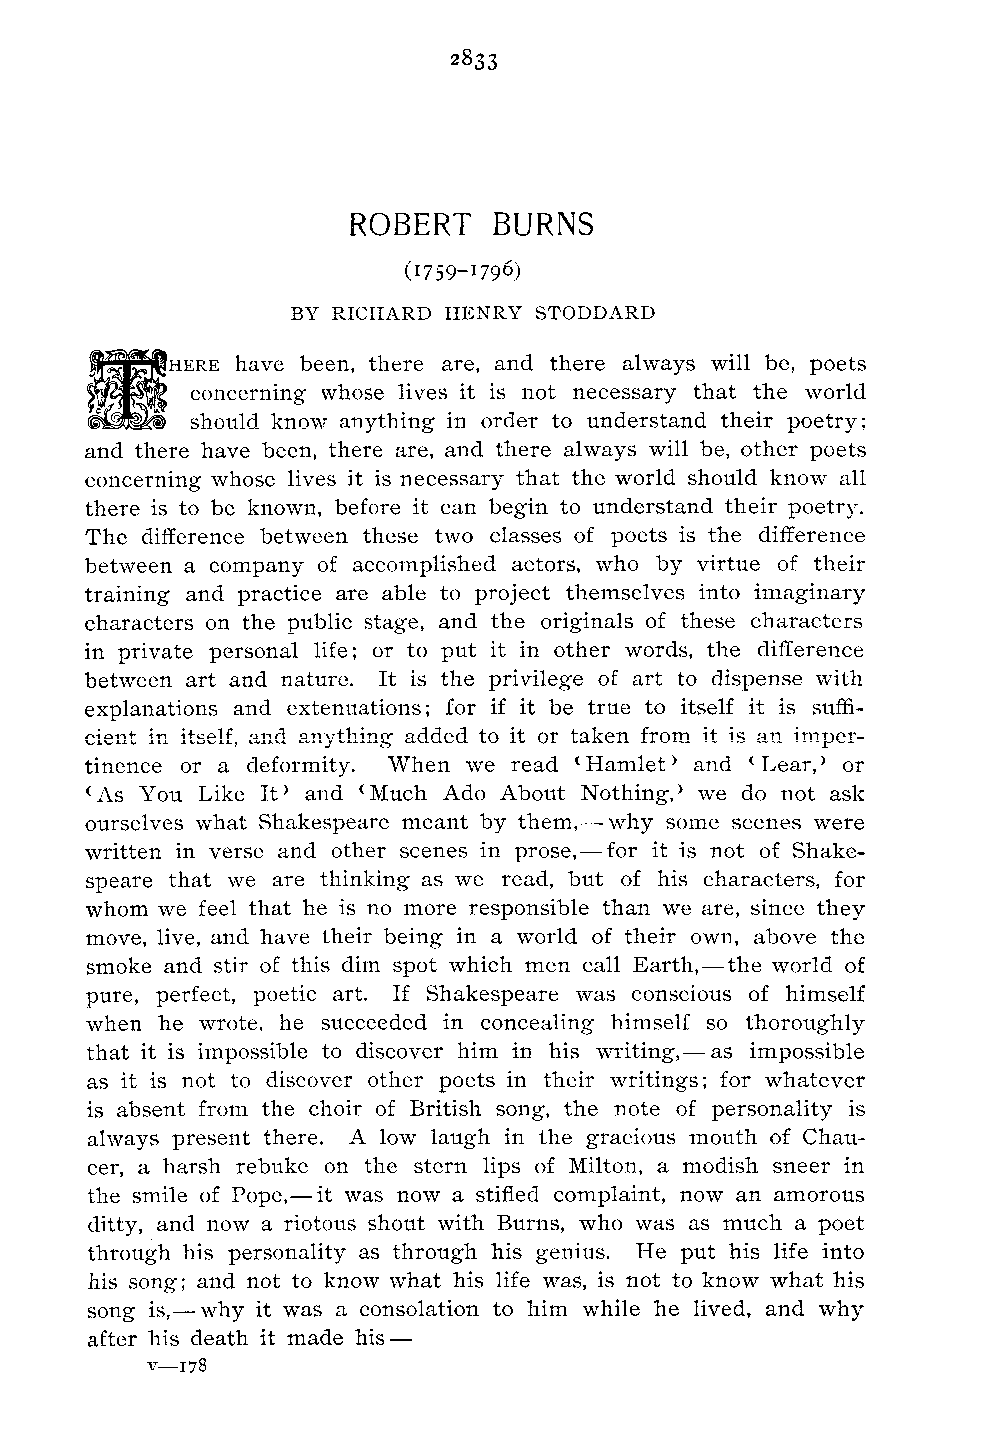 2833
ROBERT BURNS
(1759–1796)
BY RICHARD HENRY STODDARD
THERE have been, there are, and there always will be, poets
concerning whose lives it is not necessary that the world
should know anything in order to understand their poetry;
and there have been, there are, and there always will be, other poets
concerning whose lives it is necessary that the world should know all
there is to be known, before it can begin to understand their poetry.
The difference between these two classes of poets is the difference
between a company of accomplished actors, who by virtue of their
training and practice are able to project themselves into imaginary
characters on the public stage, and the originals of these characters
in private personal life; or to put it in other words, the difference
between art and nature. It is the privilege of art to dispense with
explanations and extenuations; for if it be true to itself it is suffi-
cient in itself, and anything added to it or taken from it is an imper-
tinence or a deformity. When we read ‘Hamlet’ and ‘Lear,’ or
‘As You Like It’ and ‘Much Ado About Nothing,’ we do not ask
ourselves what Shakespeare meant by them,—why some scenes were
written in verse and other scenes in prose,—for it is not of Shake-
speare that we are thinking as we read, but of his characters, for
whom we feel that he is no more responsible than we are, since they
move, live, and have their being in a world of their own, above the
smoke and stir of this dim spot which men call Earth,—the world of
pure, perfect, poetic art. If Shakespeare was conscious of himself
when he wrote, he succeeded in concealing himself so thoroughly
that it is impossible to discover him in his writing,—as impossible
as it is not to discover other poets in their writings; for whatever
is absent from the choir of British song, the note of personality is
always present there. A low laugh in the gracious mouth of Chau-
cer, a harsh rebuke on the stern lips of Milton, a modish sneer in
the smile of Pope,—it was now a stifled complaint, now an amorous
ditty, and now a riotous shout with Burns, who was as much a poet
through his personality as through his genius. He put his life into
his song; and not to know what his life was, is not to know what his
song is,—why it was a consolation to him while he lived, and why
after his death it made his—
V—178